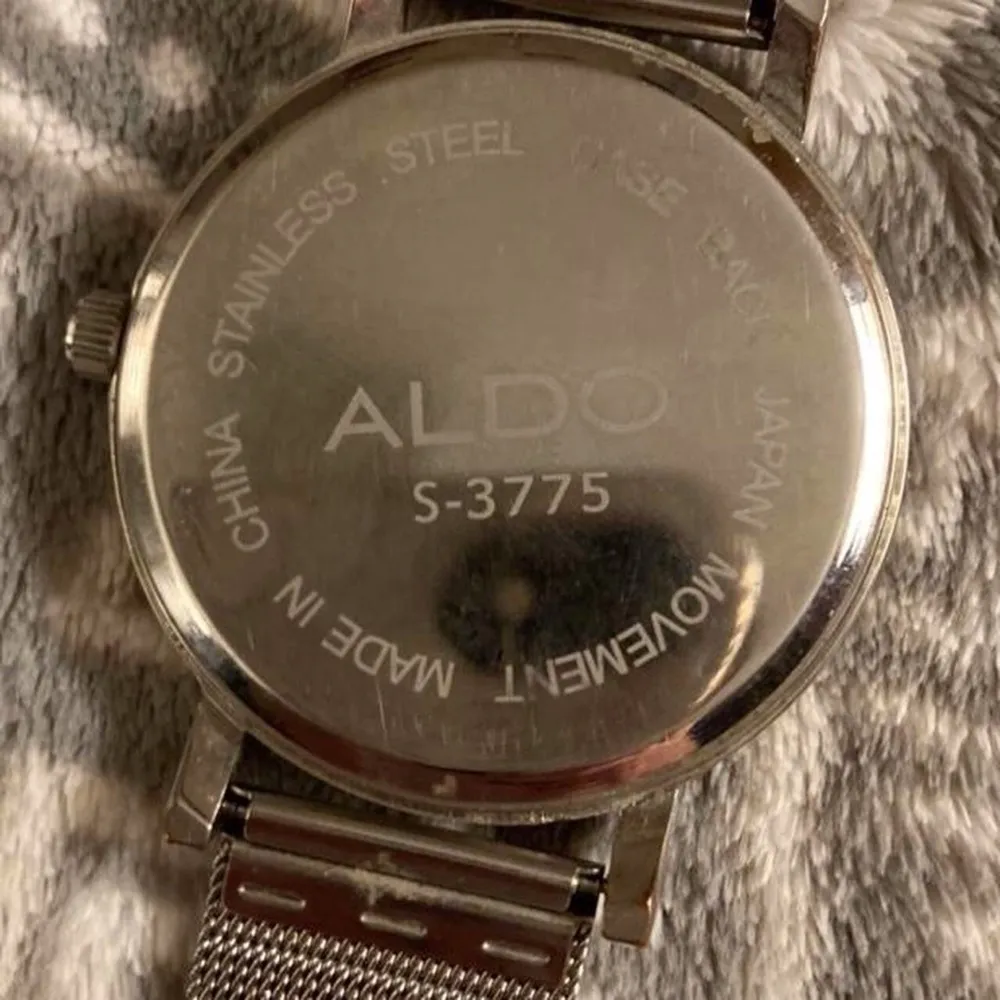 STAINLESS STEEL CASE BACK JAPAN MOVEMENT MADE IN CHINA
ALDO
S-3775